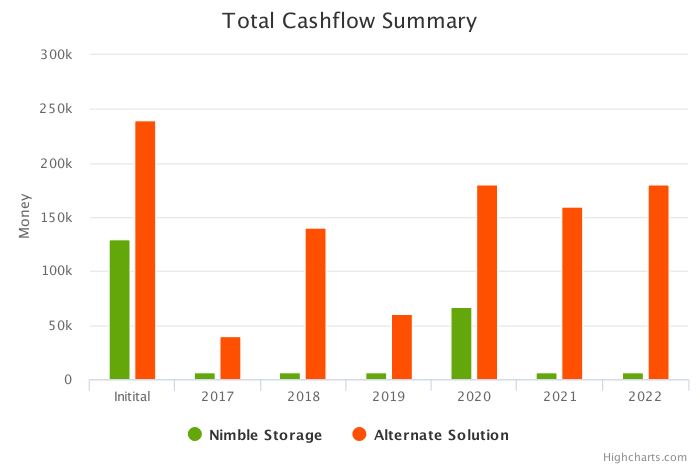 Total Cashflow Summary
300k
250k
200k
150k
100k
50k
0
Money
Initital
2017
2018
2019
2020
2021
2022
Nimble Storage
Alternate Solution
Highcharts.com